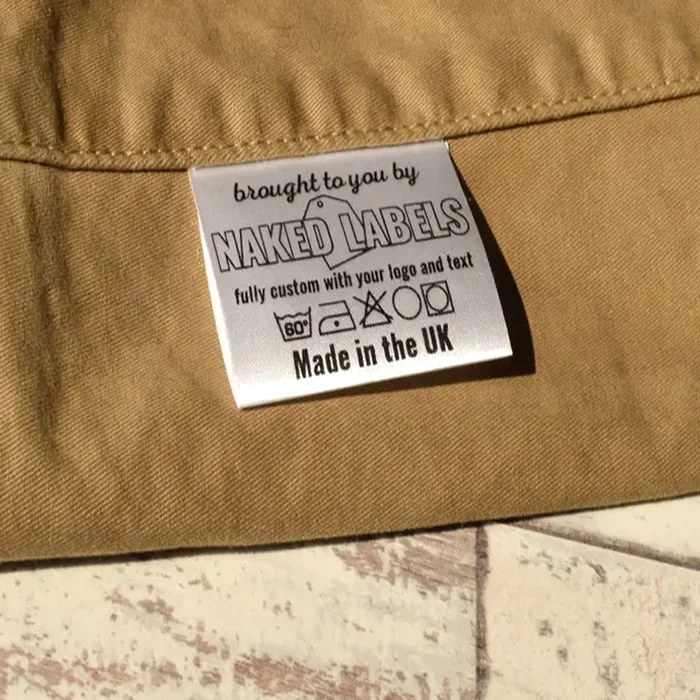 brought to you by
NAKED LABELS
fully custom with your logo and text
60°
Made in the UK